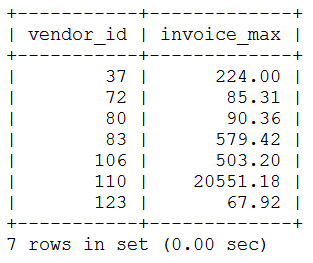 +-----------+-------------+
| vendor_id | invoice_max |
+-----------+-------------+
|        37 |      224.00 |
|        72 |       85.31 |
|        80 |       90.36 |
|        83 |      579.42 |
|       106 |      503.20 |
|       110 |    20551.18 |
|       123 |       67.92 |
+-----------+-------------+
7 rows in set (0.00 sec)